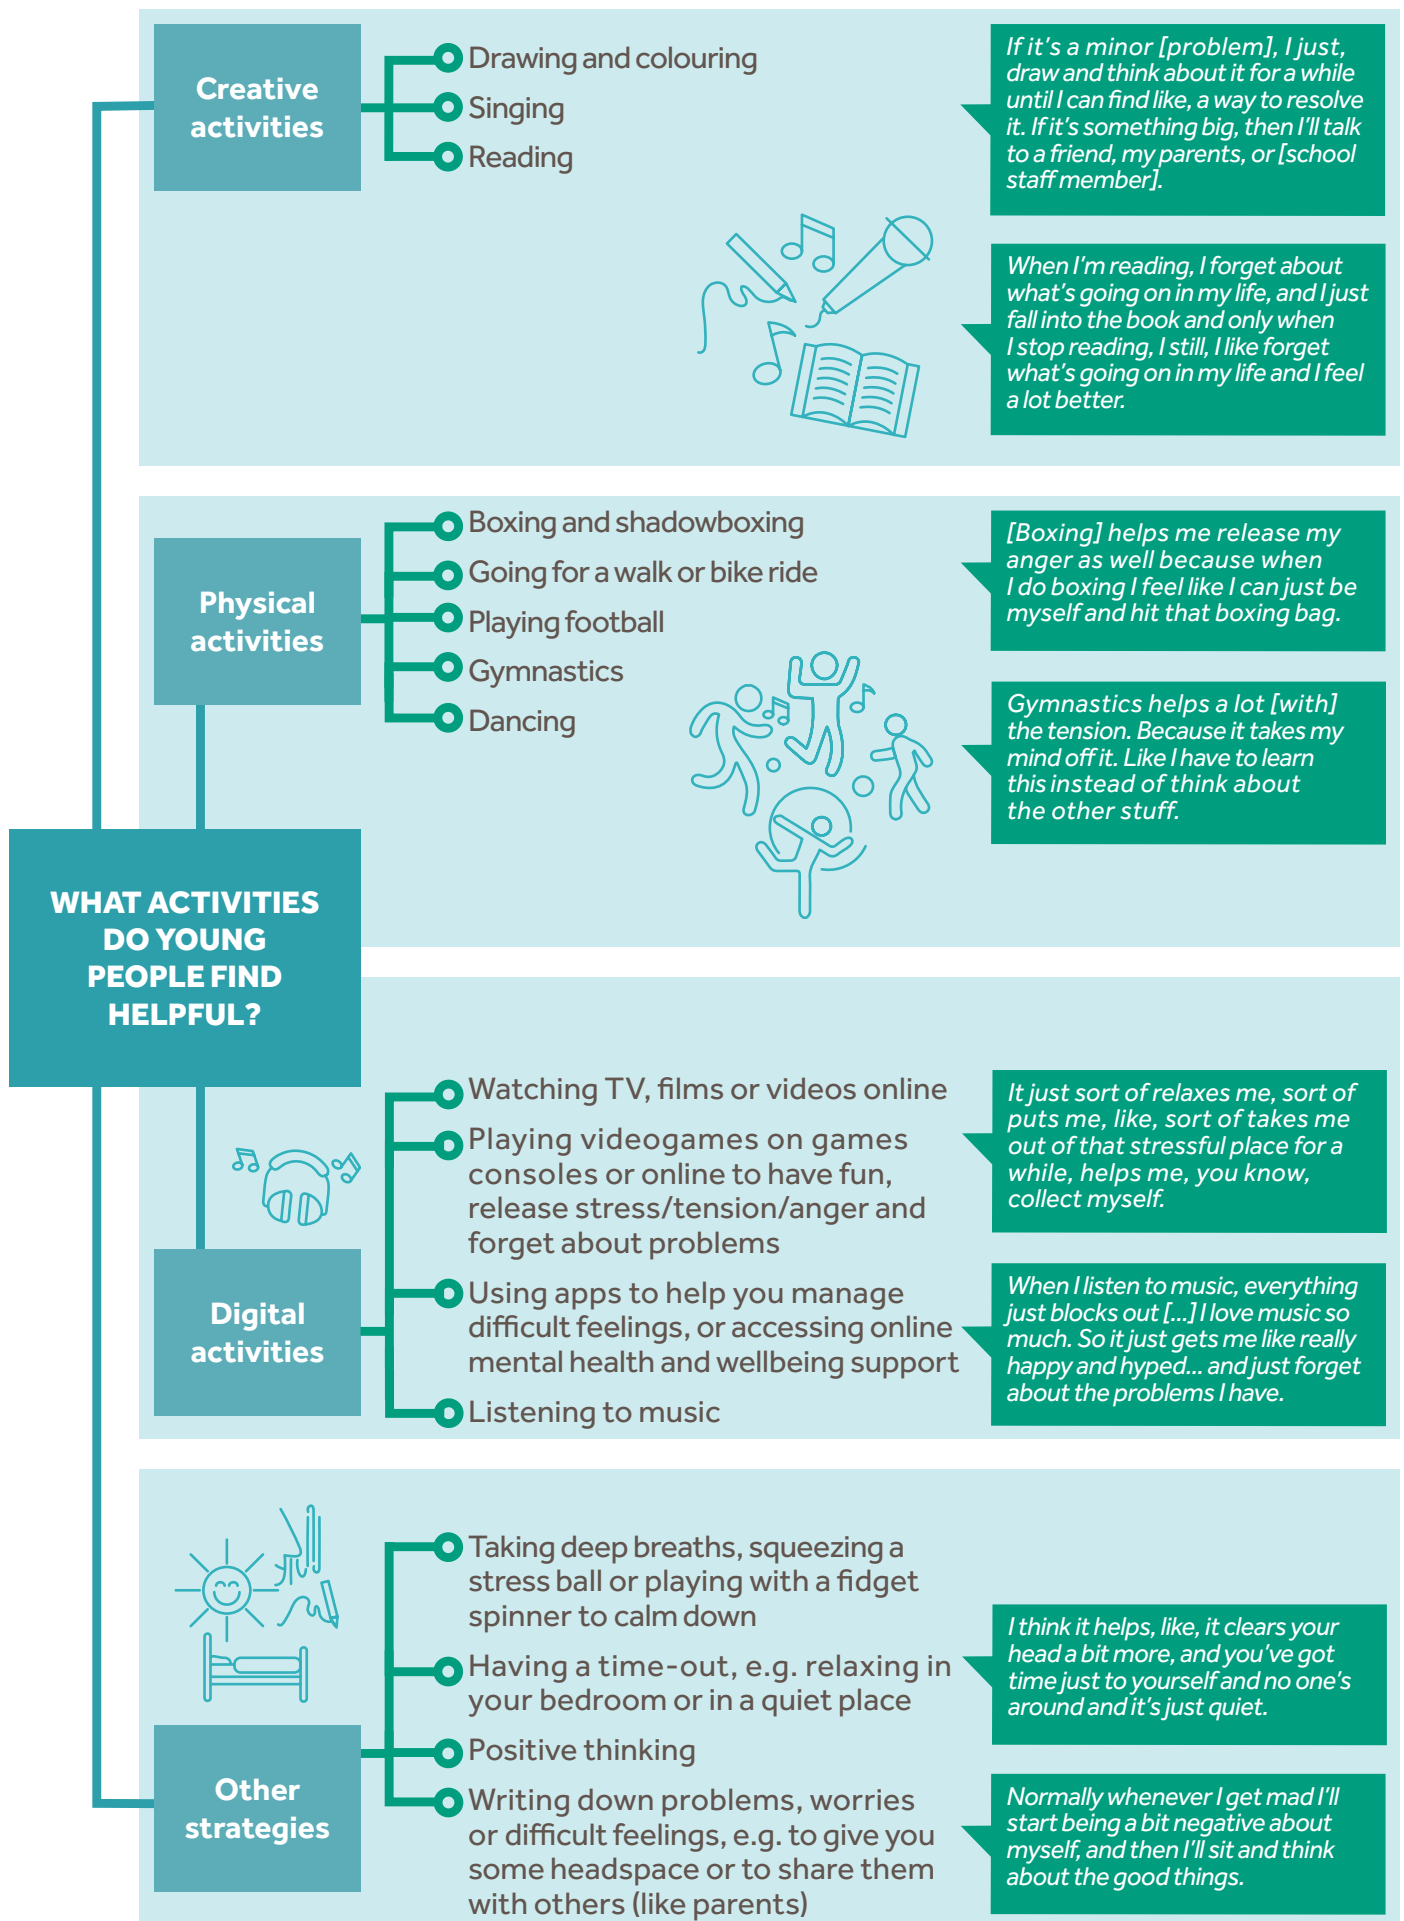 Creative
activities
Drawing and colouring
Singing
Reading
If it's a minor [problem], I just,
draw and think about it for a while
until I can find like, a way to resolve
it. If it's something big, then I'll talk
to a friend, my parents, or [school
staff member].
When I'm reading, I forget about
what's going on in my life, and I just
fall into the book and only when
I stop reading, I still, I like forget
what's going on in my life and I feel
a lot better.
Physical
activities
Boxing and shadowboxing
Going for a walk or bike ride
Playing football
Gymnastics
Dancing
[Boxing] helps me release my
anger as well because when
I do boxing I feel like I can just be
myself and hit that boxing bag.
Gymnastics helps a lot [with]
the tension. Because it takes my
mind off it. Like I have to learn
this instead of think about
the other stuff.
WHAT ACTIVITIES
DO YOUNG
PEOPLE FIND
HELPFUL?
Digital
activities
Watching TV, films or videos online
Playing videogames on games
consoles or online to have fun,
release stress/tension/anger and
forget about problems
Using apps to help you manage
difficult feelings, or accessing online
mental health and wellbeing support
Listening to music
It just sort of relaxes me, sort of
puts me, like, sort of takes me
out of that stressful place for a
while, helps me, you know,
collect myself.
When I listen to music, everything
just blocks out [...] I love music so
much. So it just gets me like really
happy and hyped... and just forget
about the problems I have.
Other
strategies
Taking deep breaths, squeezing a
stress ball or playing with a fidget
spinner to calm down
Having a time-out, e.g. relaxing in
your bedroom or in a quiet place
Positive thinking
Writing down problems, worries
or difficult feelings, e.g. to give you
some headspace or to share them
with others (like parents)
I think it helps, like, it clears your
head a bit more, and you've got
time just to yourself and no one's
around and it's just quiet.
Normally whenever I get mad I'll
start being a bit negative about
myself, and then I'll sit and think
about the good things.